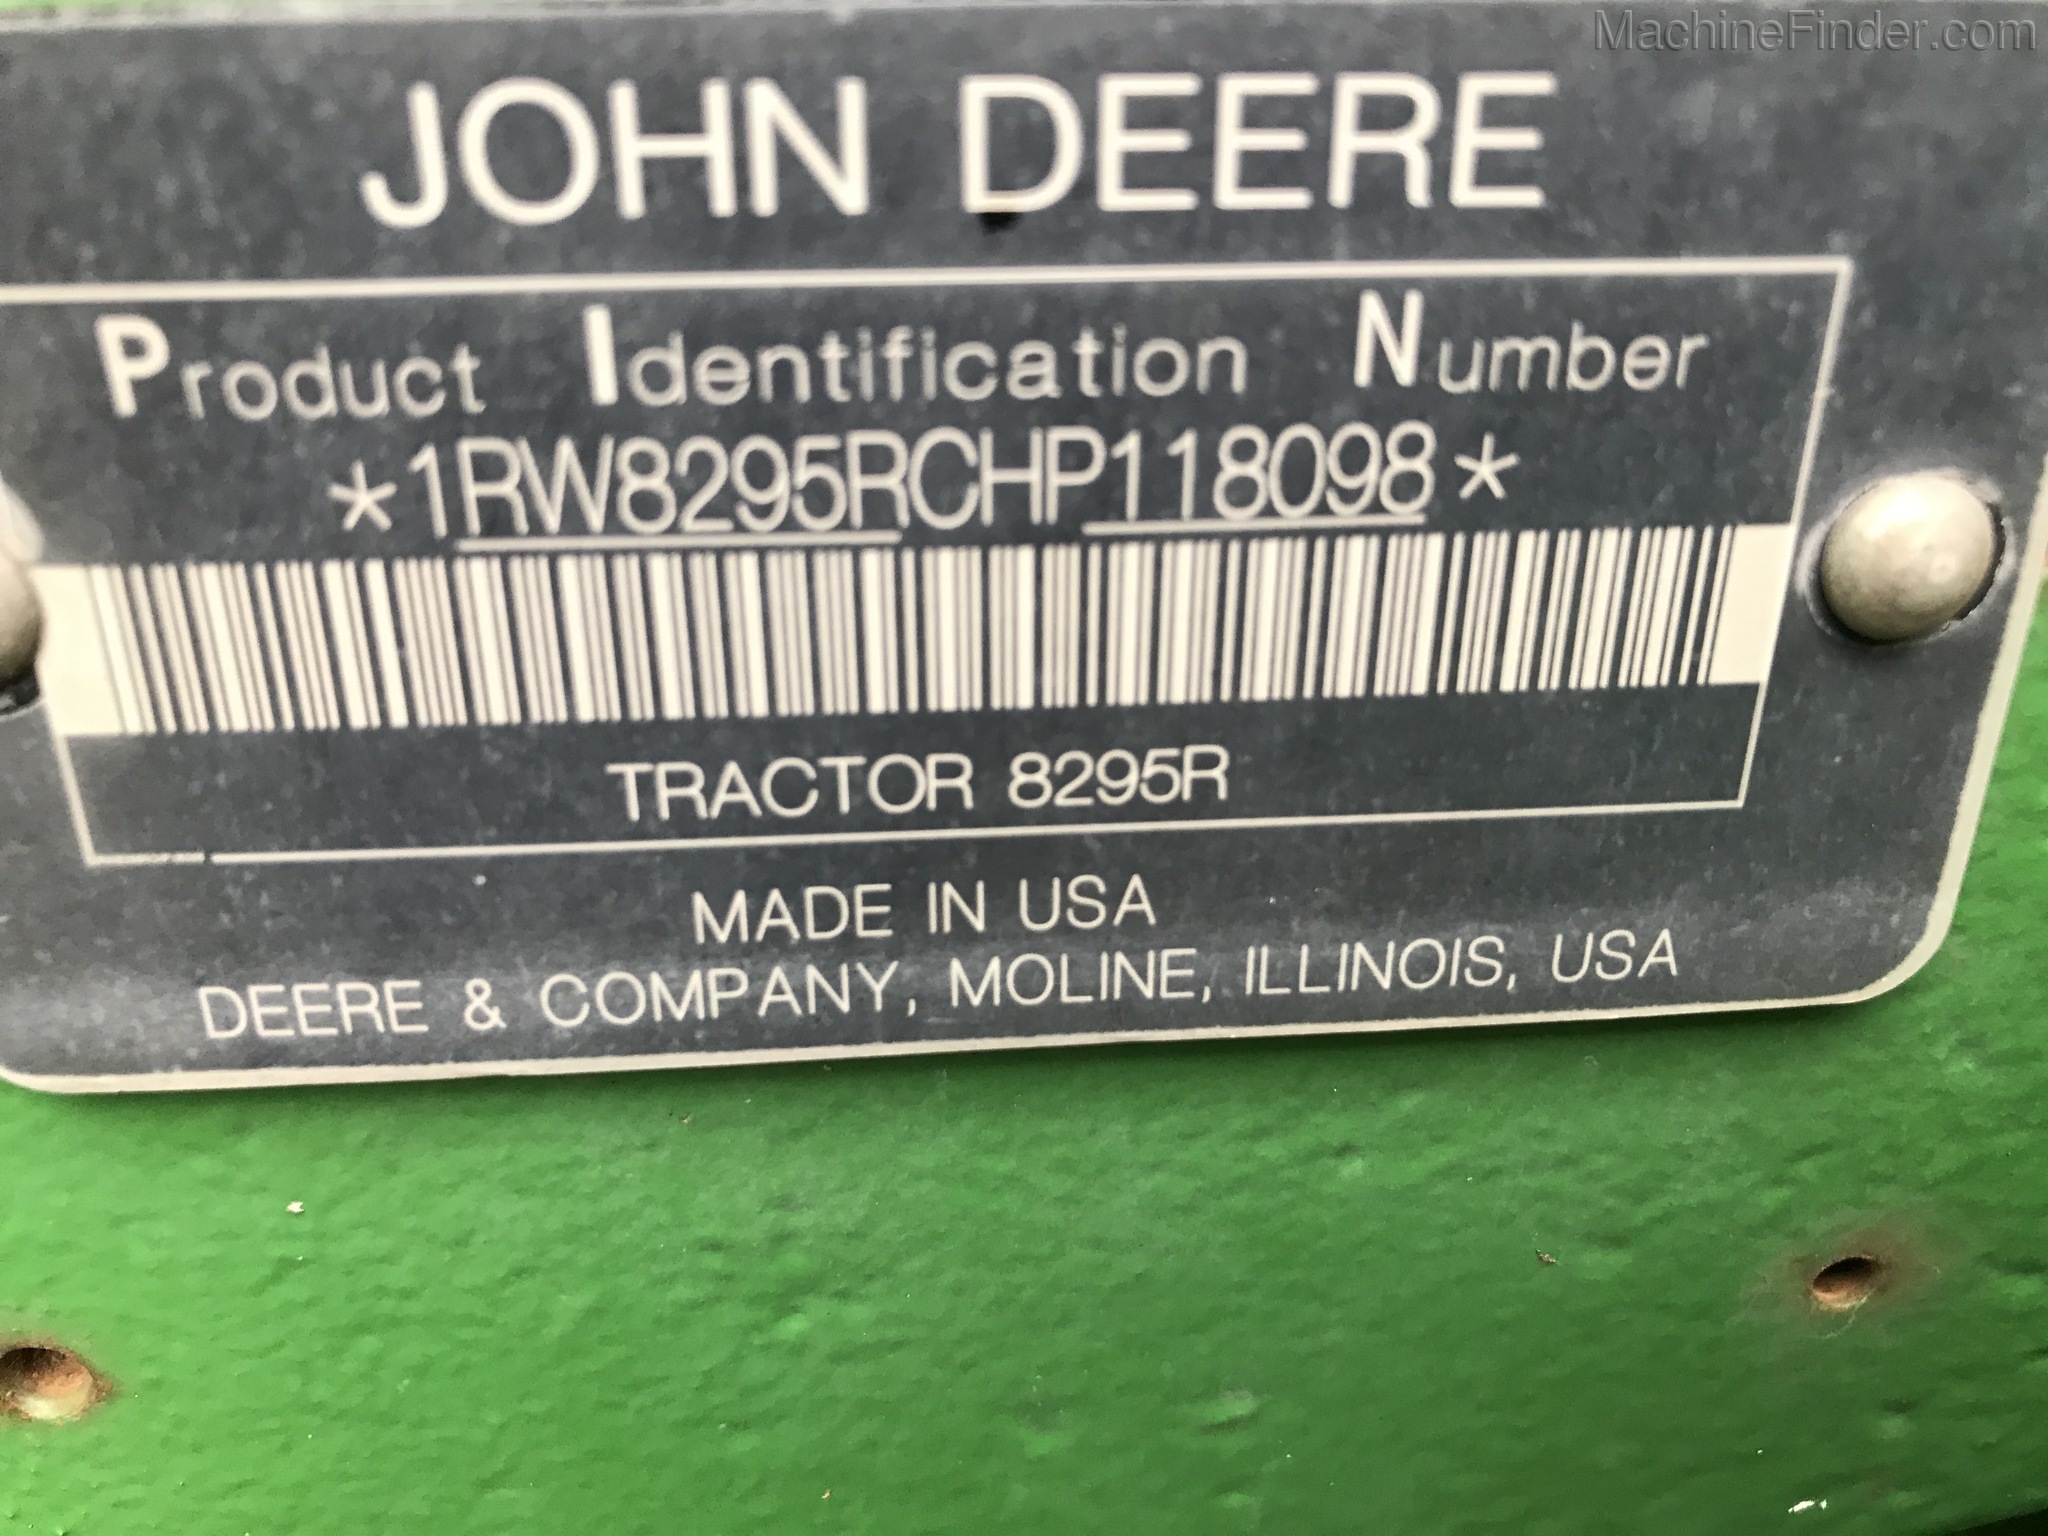 MachineFinder.com
JOHN DEERE
Product Identification Number
*1RW8295RCHP118098*
TRACTOR 8295R
MADE IN USA
DEERE & COMPANY, MOLINE, ILLINOIS, USA